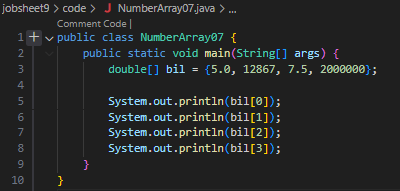 jobsheet9 > code > J NumberArray07.java > ...
Comment Code |
1 public class NumberArray07 {
2 public static void main(String[] args) {
3 double[] bil = {5.0, 12867, 7.5, 2000000};
4
5 System.out.println(bil[0]);
6 System.out.println(bil[1]);
7 System.out.println(bil[2]);
8 System.out.println(bil[3]);
9 }
10 }